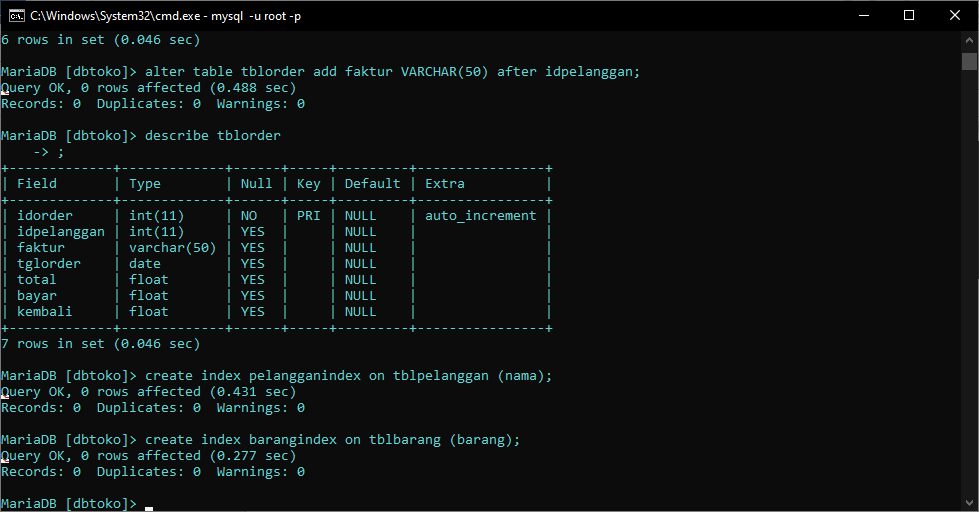 C:\Windows\System32\cmd.exe - mysql  -u root -p
6 rows in set (0.046 sec)
MariaDB [dbtoko]> alter table tblorder add faktur VARCHAR(50) after idpelanggan;
Query OK, 0 rows affected (0.488 sec)
Records: 0  Duplicates: 0  Warnings: 0
MariaDB [dbtoko]> describe tblorder
    -> ;
+-------------+-------------+------+-----+---------+----------------+
| Field       | Type        | Null | Key | Default | Extra          |
+-------------+-------------+------+-----+---------+----------------+
| idorder     | int(11)     | NO   | PRI | NULL    | auto_increment |
| idpelanggan | int(11)     | YES  |     | NULL    |                |
| faktur      | varchar(50) | YES  |     | NULL    |                |
| tglorder    | date        | YES  |     | NULL    |                |
| total       | float       | YES  |     | NULL    |                |
| bayar       | float       | YES  |     | NULL    |                |
| kembali     | float       | YES  |     | NULL    |                |
+-------------+-------------+------+-----+---------+----------------+
7 rows in set (0.046 sec)
MariaDB [dbtoko]> create index pelangganindex on tblpelanggan (nama);
Query OK, 0 rows affected (0.431 sec)
Records: 0  Duplicates: 0  Warnings: 0
MariaDB [dbtoko]> create index barangindex on tblbarang (barang);
Query OK, 0 rows affected (0.277 sec)
Records: 0  Duplicates: 0  Warnings: 0
MariaDB [dbtoko]>